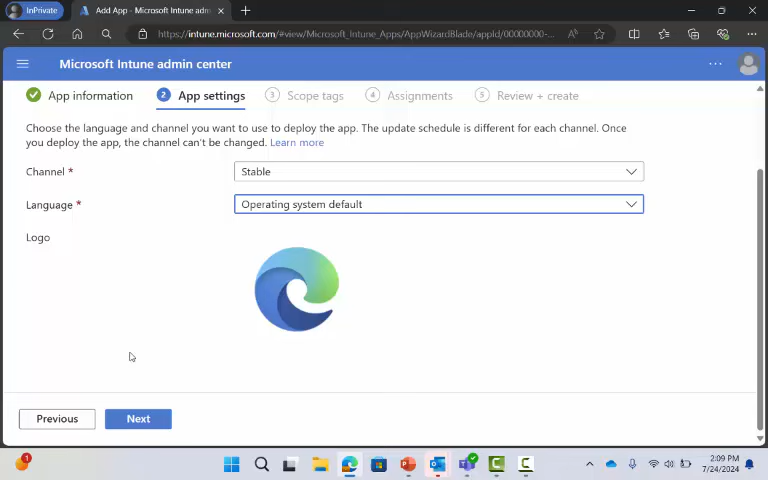 InPrivate
Add App - Microsoft Intune adm
https://intune.microsoft.com/#view/Microsoft_Intune_Apps/AppWizardBlade/appId/00000000-...
Microsoft Intune admin center
App information
2 App settings
3 Scope tags
4 Assignments
5 Review + create
Choose the language and channel you want to use to deploy the app. The update schedule is different for each channel. Once
you deploy the app, the channel can't be changed. Learn more
Channel *
Stable
Language *
Operating system default
Logo
Previous
Next
1
2:09 PM
7/24/2024